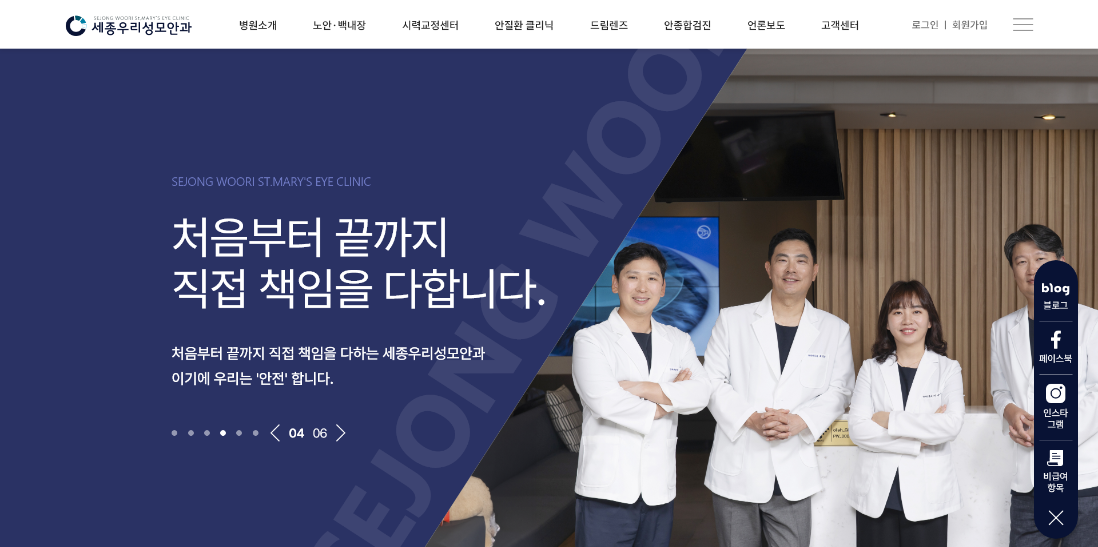 SEJONG WOORI ST.MARY'S EYE CLINIC
세종우리성모안과
병원소개
노안·백내장
시력교정센터
안질환 클리닉
드림렌즈
안종합검진
언론보도
고객센터
로그인 | 회원가입
SEJONG WOORI ST.MARY'S EYE CLINIC
처음부터 끝까지
직접 책임을 다합니다.
처음부터 끝까지 직접 책임을 다하는 세종우리성모안과
이기에 우리는 '안전' 합니다.
04 06
SEJONG WOO
blog
블로그
페이스북
인스타
그램
비급여
항목